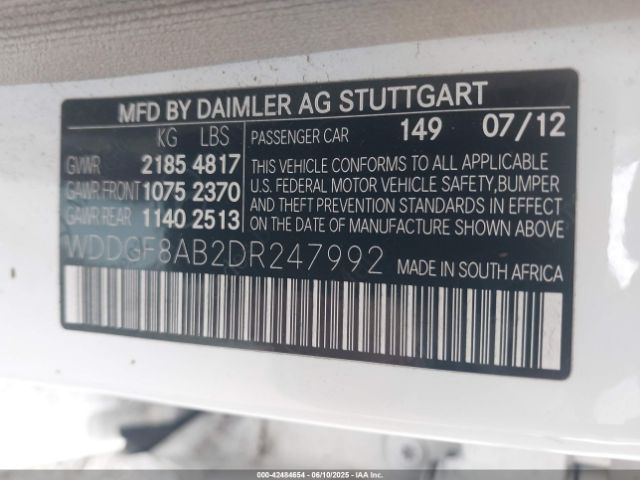 MFD BY DAIMLER AG STUTTGART
KG LBS
GVWR 2185 4817
GAWR FRONT 1075 2370
GAWR REAR 1140 2513
PASSENGER CAR 149 07/12
THIS VEHICLE CONFORMS TO ALL APPLICABLE
U.S. FEDERAL MOTOR VEHICLE SAFETY,BUMPER
AND THEFT PREVENTION STANDARDS IN EFFECT
ON THE DATE OF MANUFACTURE SHOWN ABOVE
WDDGF8AB2DR247992 MADE IN SOUTH AFRICA
00-42484654 - 06/10/2025 - COPYRIGHT IAA, LLC